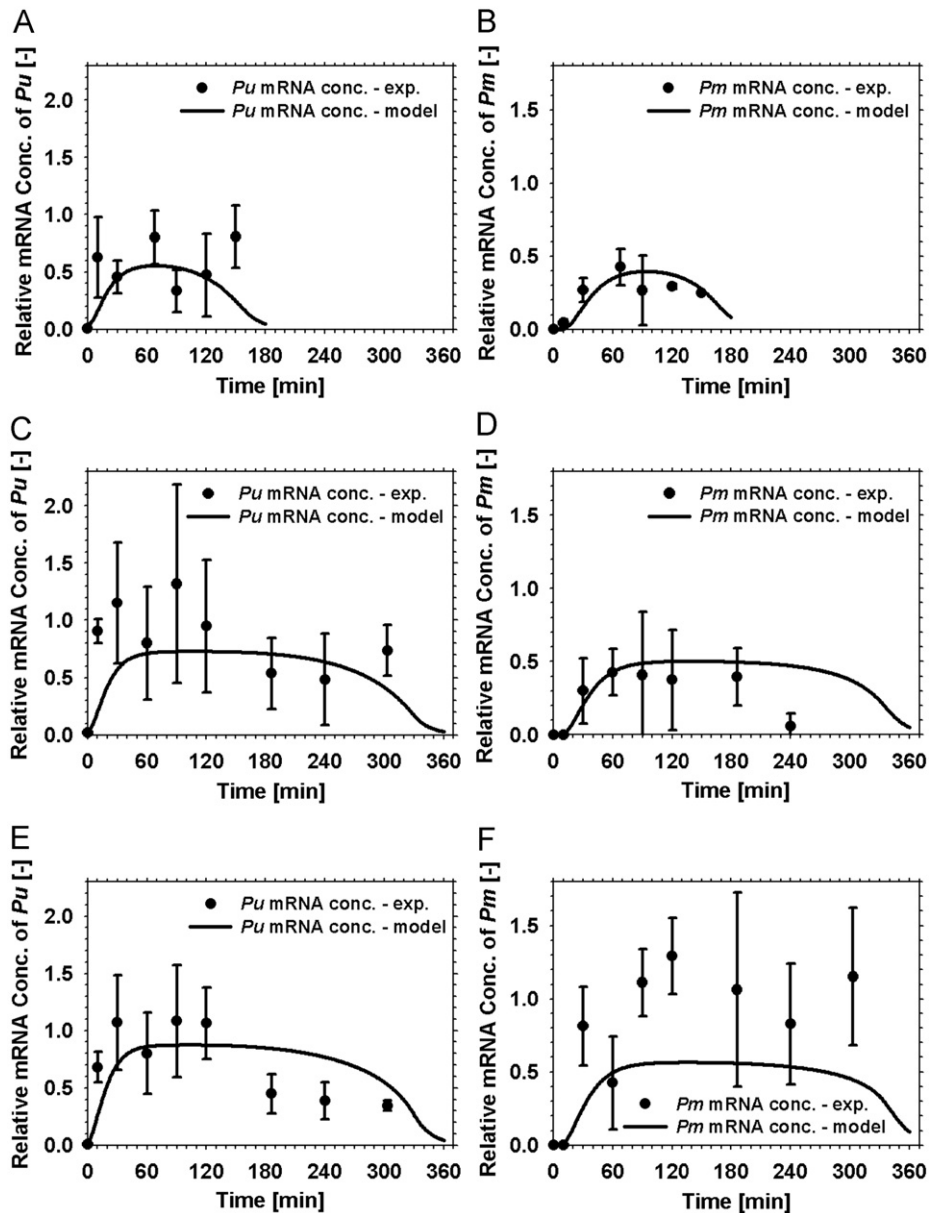 A
Relative mRNA Conc. of Pu [-]
2.0
1.5
1.0
0.5
0.0
Pu mRNA conc. - exp.
Pu mRNA conc. - model
0 60 120 180 240 300 360
Time [min]
B
Relative mRNA Conc. of Pm [-]
1.5
1.0
0.5
0.0
Pm mRNA conc. - exp.
Pm mRNA conc. - model
0 60 120 180 240 300 360
Time [min]
C
Relative mRNA Conc. of Pu [-]
2.0
1.5
1.0
0.5
0.0
Pu mRNA conc. - exp.
Pu mRNA conc. - model
0 60 120 180 240 300 360
Time [min]
D
Relative mRNA Conc. of Pm [-]
1.5
1.0
0.5
0.0
Pm mRNA conc. - exp.
Pm mRNA conc. - model
0 60 120 180 240 300 360
Time [min]
E
Relative mRNA Conc. of Pu [-]
2.0
1.5
1.0
0.5
0.0
Pu mRNA conc. - exp.
Pu mRNA conc. - model
0 60 120 180 240 300 360
Time [min]
F
Relative mRNA Conc. of Pm [-]
1.5
1.0
0.5
0.0
Pm mRNA conc. - exp.
Pm mRNA conc. - model
0 60 120 180 240 300 360
Time [min]